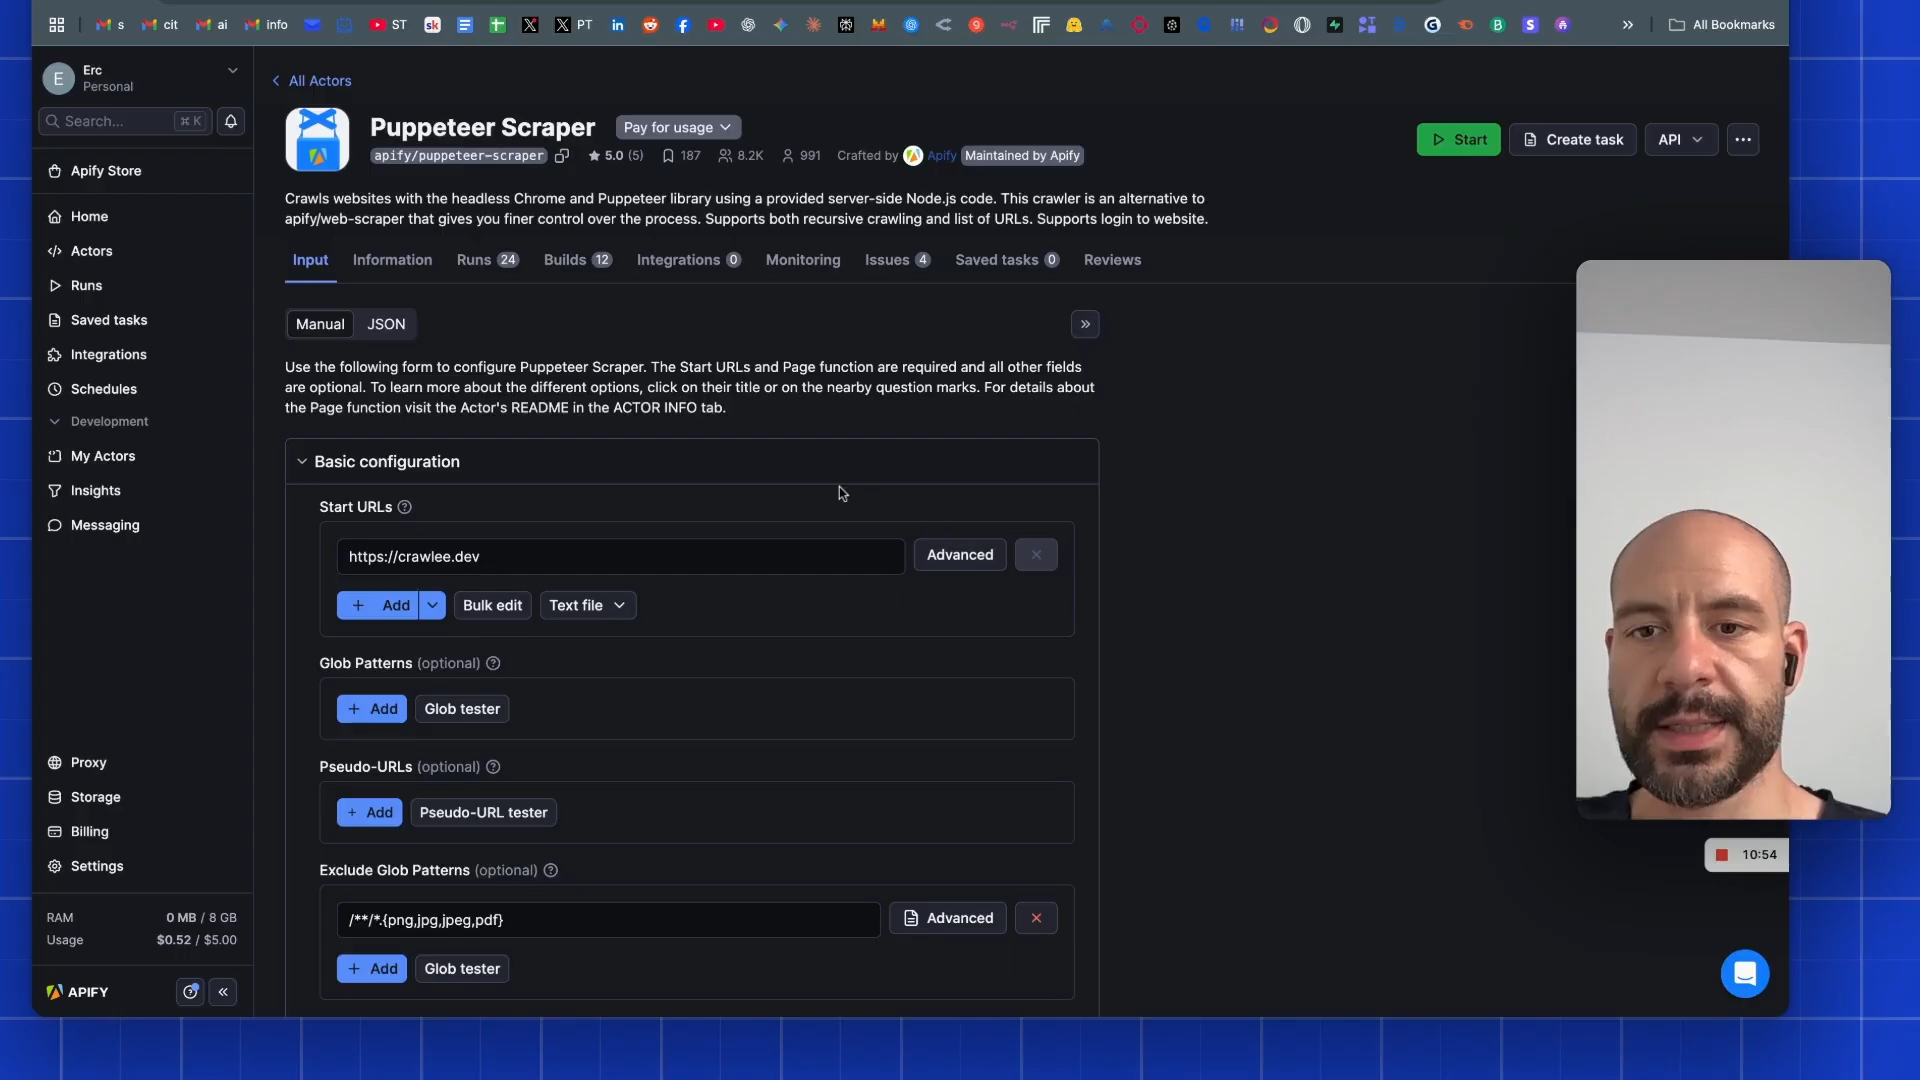 s
cit
ai
info
ST
PT
All Bookmarks
E
Erc
Personal
Search...
⌘ K
Apify Store
Home
Actors
Runs
Saved tasks
Integrations
Schedules
Development
My Actors
Insights
Messaging
Proxy
Storage
Billing
Settings
RAM 0 MB / 8 GB
Usage $0.52 / $5.00
APIFY
All Actors
Puppeteer Scraper
Pay for usage
apify/puppeteer-scraper
5.0 (5) 187 8.2K 991 Crafted by Apify Maintained by Apify
Start
Create task
API
Crawls websites with the headless Chrome and Puppeteer library using a provided server-side Node.js code. This crawler is an alternative to
apify/web-scraper that gives you finer control over the process. Supports both recursive crawling and list of URLs. Supports login to website.
Input
Information
Runs 24
Builds 12
Integrations 0
Monitoring
Issues 4
Saved tasks 0
Reviews
Manual
JSON
Use the following form to configure Puppeteer Scraper. The Start URLs and Page function are required and all other fields
are optional. To learn more about the different options, click on their title or on the nearby question marks. For details about
the Page function visit the Actor's README in the ACTOR INFO tab.
Basic configuration
Start URLs
https://crawlee.dev
Advanced
+ Add
Bulk edit
Text file
Glob Patterns (optional)
+ Add
Glob tester
Pseudo-URLs (optional)
+ Add
Pseudo-URL tester
Exclude Glob Patterns (optional)
/**/*.{png,jpg,jpeg,pdf}
Advanced
+ Add
Glob tester
10:54